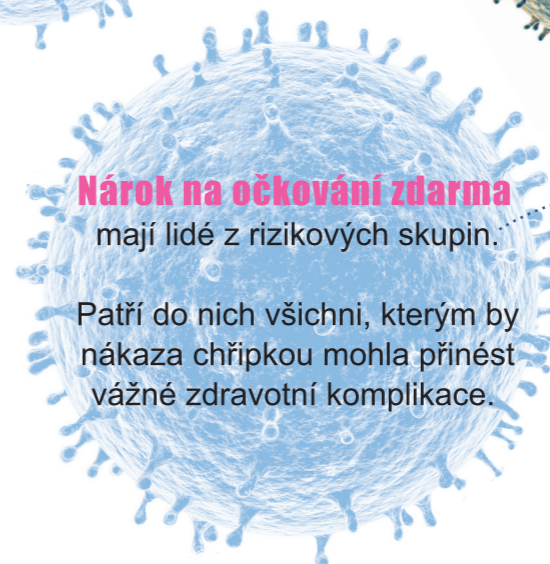 Nárok na očkování zdarma
mají lidé z rizikových skupin.
Patří do nich všichni, kterým by
nákaza chřipkou mohla přinést
vážné zdravotní komplikace.